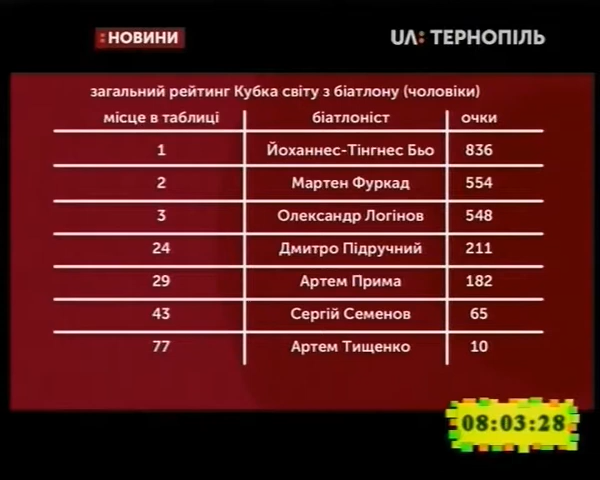 :НОВИНИ
UA: ТЕРНОПІЛЬ
загальний рейтинг Кубка світу з біатлону (чоловіки)
місце в таблиці біатлоніст очки
1 Йоханнес-Тінгнес Бьо 836
2 Мартен Фуркад 554
3 Олександр Логінов 548
24 Дмитро Підручний 211
29 Артем Прима 182
43 Сергій Семенов 65
77 Артем Тищенко 10
08:03:28